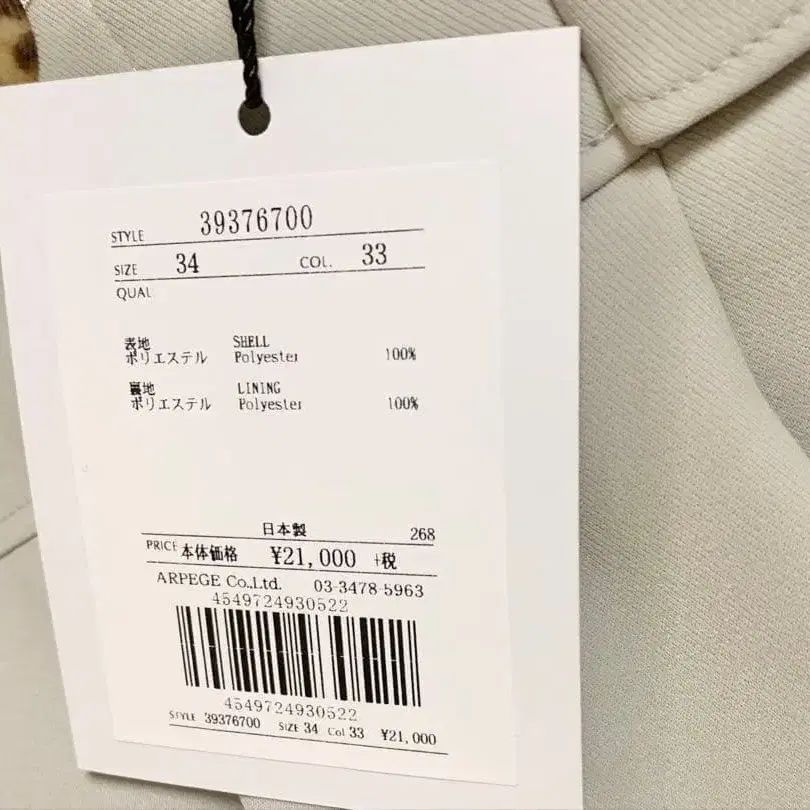 STYLE 39376700
SIZE 34 COL. 33
QUAL
表地 SHELL
ポリエステル Polyester 100%
裏地 LINING
ポリエステル Polyester 100%
日本製 268
PRICE 本体価格 ¥21,000 +税
ARPEGE Co.,Ltd. 03-3478-5963
4549724930522
4549724930522
STYLE 39376700 SIZE 34 Col 33 ¥21,000